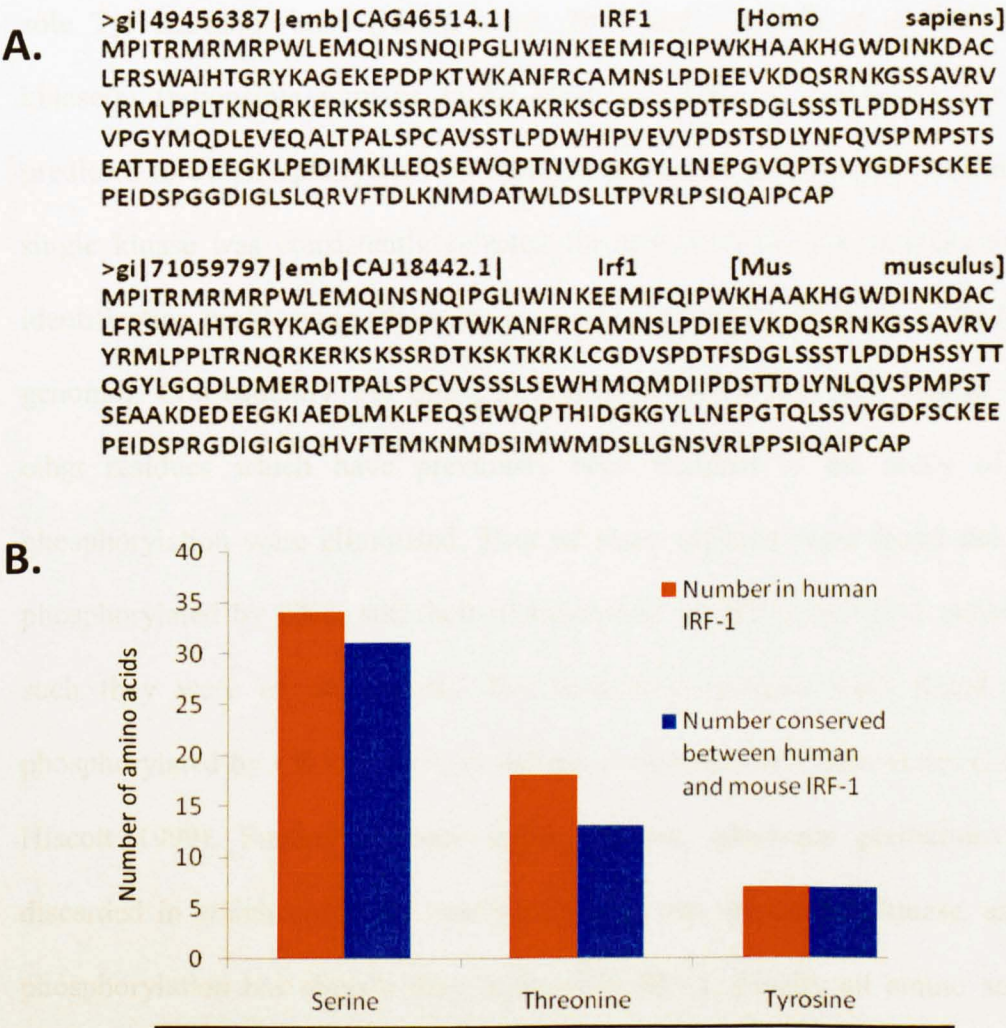 A.
>gi|49456387|emb|CAG46514.1| IRF1 [Homo sapiens]
MPITRMRMRPWLEMQINSNQIPGLIWINKEEMIFQIPWKHAAKHGWDINKDAC
LFRSWAIHTGRYKAGEKEPDPKTWKANFRCAMNSLPDIEEVKDQSRNKGSSAVRV
YRMLPPLTKNQRKERKSKSSRDAKSKAKRKSCGDSSPDTFSDGLSSSTLPDDHSSYT
VPGYMQDLEVEQALTPALSPCAVSSTLPDWHIPVEVVPDSTSDLYNFQVSPMPSTS
EATTDEDEEGKLPEDIMKLLEQSEWQPTNVDGKGYLLNEPGVQPTSVYGDFSCKEE
PEIDSPGGDIGLSLQRVFTDLKNMDATWLDSLLTPVRLPSIQAIPCAP
>gi|71059797|emb|CAJ18442.1| Irf1 [Mus musculus]
MPITRMRMRPWLEMQINSNQIPGLIWINKEEMIFQIPWKHAAKHGWDINKDAC
LFRSWAIHTGRYKAGEKEPDPKTWKANFRCAMNSLPDIEEVKDQSRNKGSSAVRV
YRMLPPLTRNQRKERKSKSSRDTKSKTKRKLCGDVSPDTFSDGLSSSTLPDDHSSYTT
QGYLGQDLDMERDITPALSPCVVSSSLSEWHMQMDIIPDSTTDLYNLQVSPMPST
SEAAKDEDEEGKIAEDLMKLFEQSEWQPTHIDGKGYLLNEPGTQLSSVYGDFSCKEE
PEIDSPRGDIGIGIQHVFTEMKNMDSIMWMDSLLGNSVRLPPSIQAIPCAP
B.
Number of amino acids
40
35
30
25
20
15
10
5
0
Serine Threonine Tyrosine
Number in human
IRF-1
Number conserved
between human
and mouse IRF-1